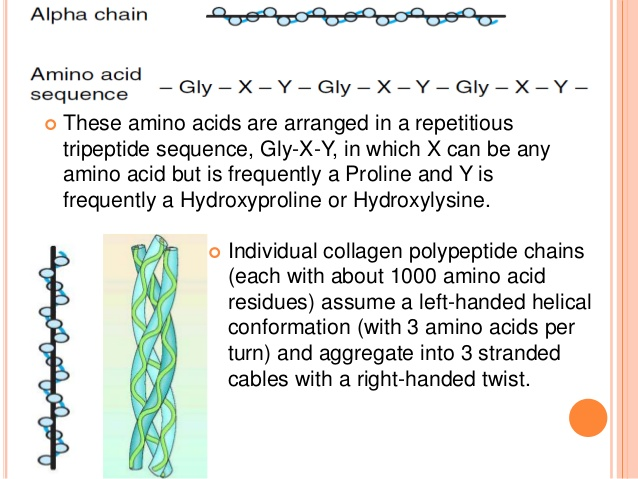 Alpha chain
Amino acid
sequence
– Gly – X – Y – Gly – X – Y – Gly – X – Y –
These amino acids are arranged in a repetitious
tripeptide sequence, Gly-X-Y, in which X can be any
amino acid but is frequently a Proline and Y is
frequently a Hydroxyproline or Hydroxylysine.
Individual collagen polypeptide chains
(each with about 1000 amino acid
residues) assume a left-handed helical
conformation (with 3 amino acids per
turn) and aggregate into 3 stranded
cables with a right-handed twist.